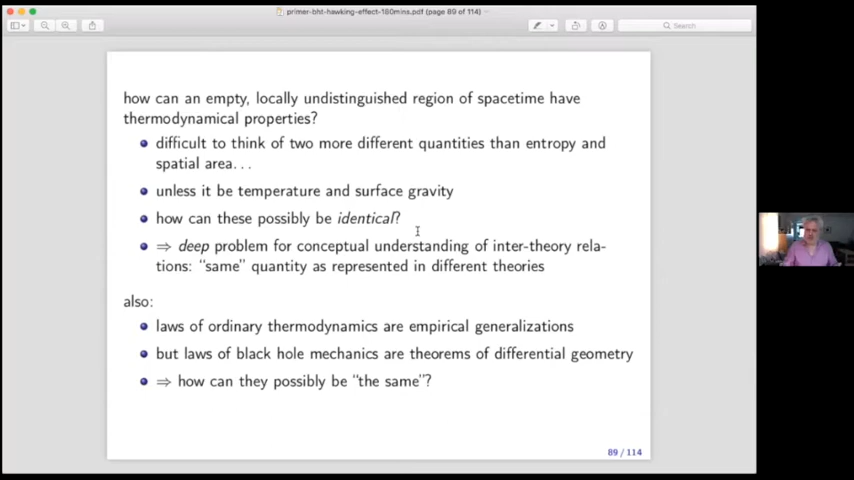 primer-bht-hawking-effect-180mins.pdf (page 89 of 114)
Search
how can an empty, locally undistinguished region of spacetime have
thermodynamical properties?
difficult to think of two more different quantities than entropy and
spatial area...
unless it be temperature and surface gravity
how can these possibly be identical?
⇒ deep problem for conceptual understanding of inter-theory rela-
tions: “same” quantity as represented in different theories
also:
laws of ordinary thermodynamics are empirical generalizations
but laws of black hole mechanics are theorems of differential geometry
⇒ how can they possibly be “the same”?
89 / 114